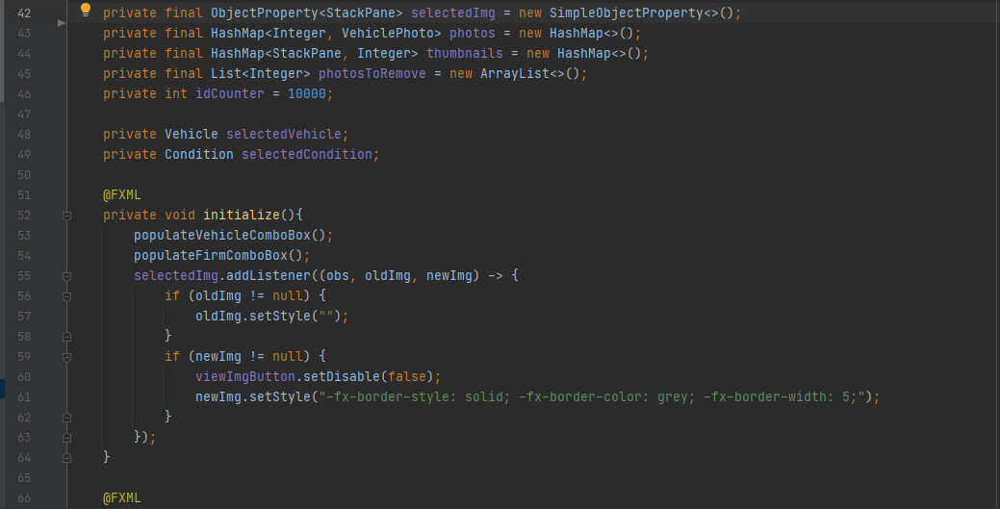 42 private final ObjectProperty<StackPane> selectedImg = new SimpleObjectProperty<>();
43 private final HashMap<Integer, VehiclePhoto> photos = new HashMap<>();
44 private final HashMap<StackPane, Integer> thumbnails = new HashMap<>();
45 private final List<Integer> photosToRemove = new ArrayList<>();
46 private int idCounter = 10000;
47
48 private Vehicle selectedVehicle;
49 private Condition selectedCondition;
50
51 @FXML
52 private void initialize(){
53 populateVehicleComboBox();
54 populateFirmComboBox();
55 selectedImg.addListener((obs, oldImg, newImg) -> {
56 if (oldImg != null) {
57 oldImg.setStyle("");
58 }
59 if (newImg != null) {
60 viewImgButton.setDisable(false);
61 newImg.setStyle("-fx-border-style: solid; -fx-border-color: grey; -fx-border-width: 5;");
62 }
63 });
64 }
65
66 @FXML